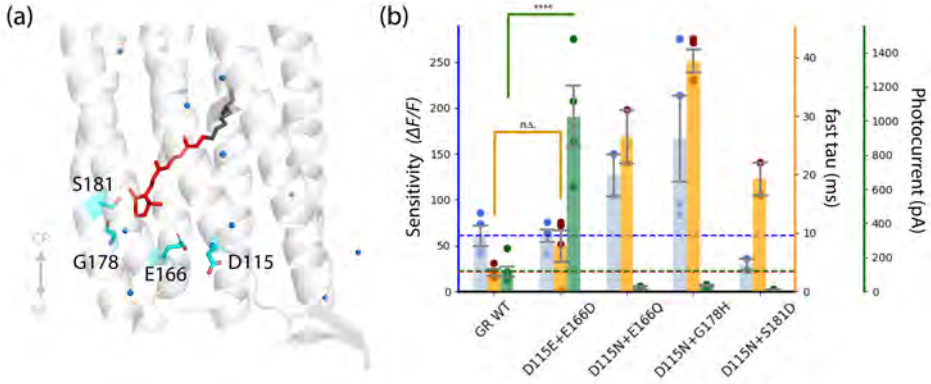 (a)
S181
G178
E166
D115
CP
(b)
Sensitivity (ΔF/F)
250
200
150
100
50
0
****
n.s.
GR WT
D115E+E166D
D115N+E166Q
D115N+G178H
D115N+S181D
40
30
20
10
0
fast tau (ms)
1400
1200
1000
800
600
400
200
0
Photocurrent
(pA)